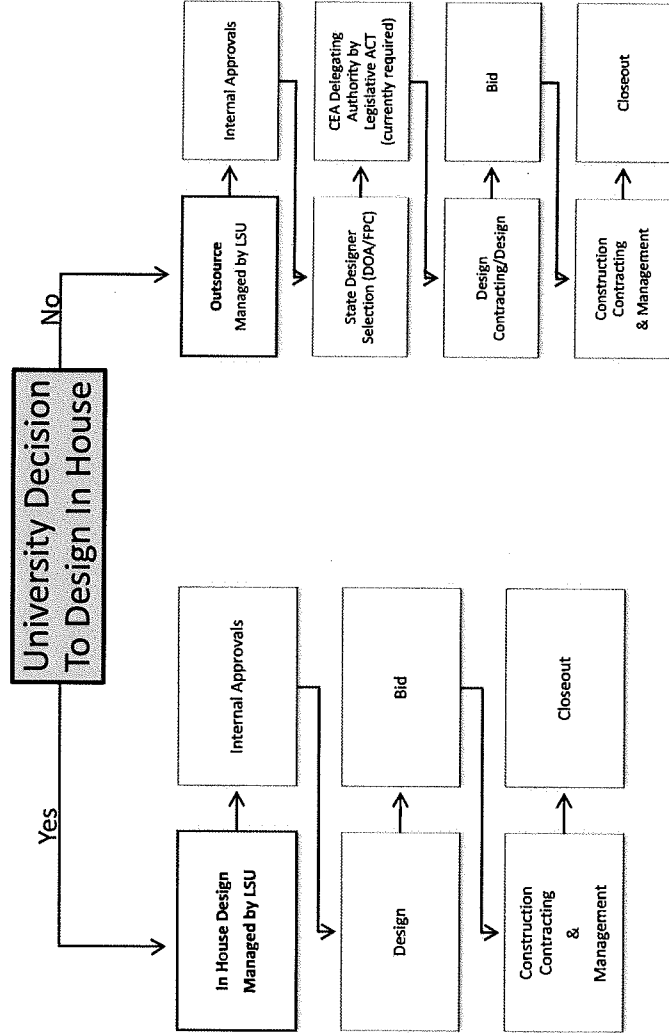 University Decision
To Design In House
Yes
No
In House Design
Managed by LSU
Internal Approvals
Design
Bid
Construction
Contracting
&
Management
Closeout
Outsource
Managed by LSU
Internal Approvals
State Designer
Selection (DOA/FPC)
CEA Delegating
Authority by
Legislative ACT
(currently required)
Design
Contracting/Design
Bid
Construction
Contracting
& Management
Closeout